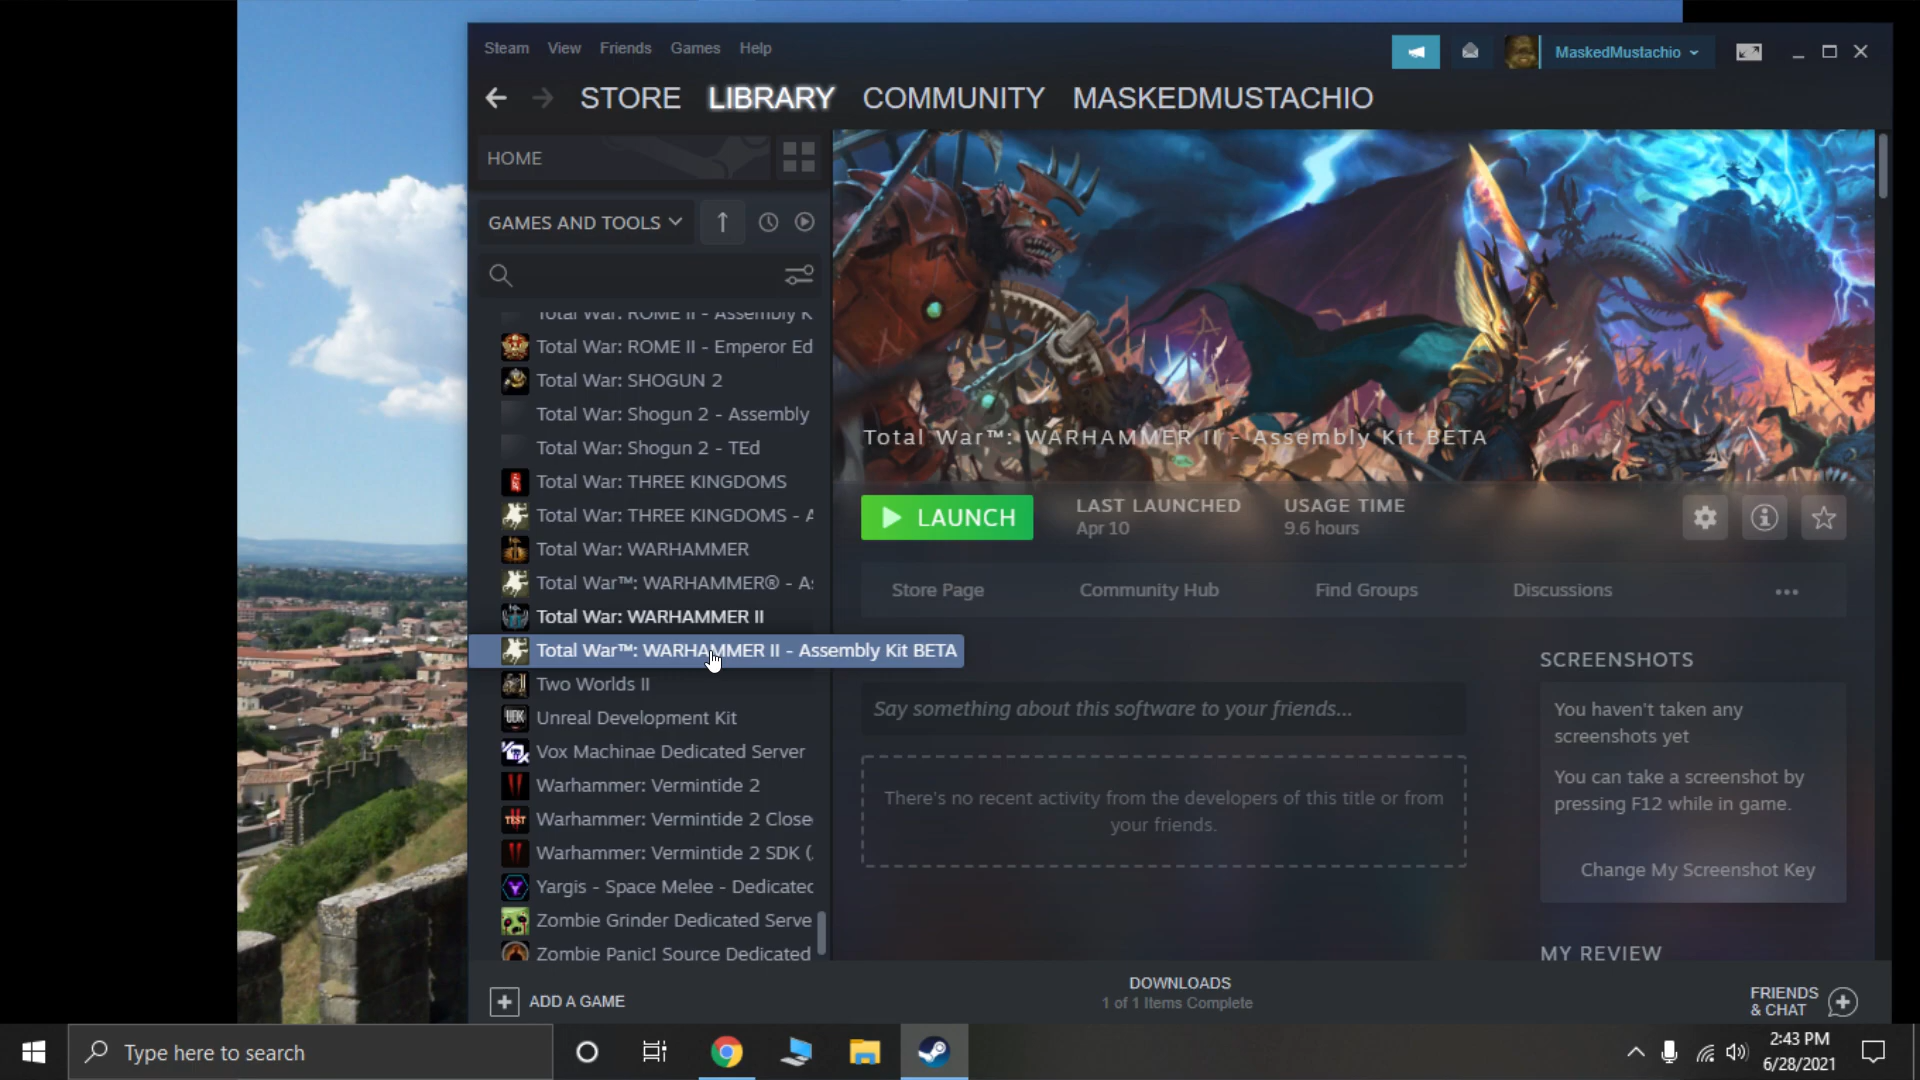 Steam View Friends Games Help
MaskedMustachio
STORE LIBRARY COMMUNITY MASKEDMUSTACHIO
HOME
GAMES AND TOOLS
Total War: ROME II - Assembly K
Total War: ROME II - Emperor Ed
Total War: SHOGUN 2
Total War: Shogun 2 - Assembly
Total War: Shogun 2 - TEd
Total War: THREE KINGDOMS
Total War: THREE KINGDOMS - A
Total War: WARHAMMER
Total War™: WARHAMMER® - As
Total War: WARHAMMER II
Total War™: WARHAMMER II - Assembly Kit BETA
Two Worlds II
UDK
Unreal Development Kit
Vox Machinae Dedicated Server
Warhammer: Vermintide 2
TEST
Warhammer: Vermintide 2 Close
Warhammer: Vermintide 2 SDK (
Yargis - Space Melee - Dedicated
Zombie Grinder Dedicated Serve
Zombie Panic! Source Dedicated
Total War™: WARHAMMER II - Assembly Kit BETA
LAUNCH
LAST LAUNCHED
Apr 10
USAGE TIME
9.6 hours
Store Page Community Hub Find Groups Discussions
Say something about this software to your friends...
There's no recent activity from the developers of this title or from
your friends.
SCREENSHOTS
You haven't taken any
screenshots yet
You can take a screenshot by
pressing F12 while in game.
Change My Screenshot Key
MY REVIEW
ADD A GAME
DOWNLOADS
1 of 1 Items Complete
FRIENDS
& CHAT
Type here to search
2:43 PM
6/28/2021